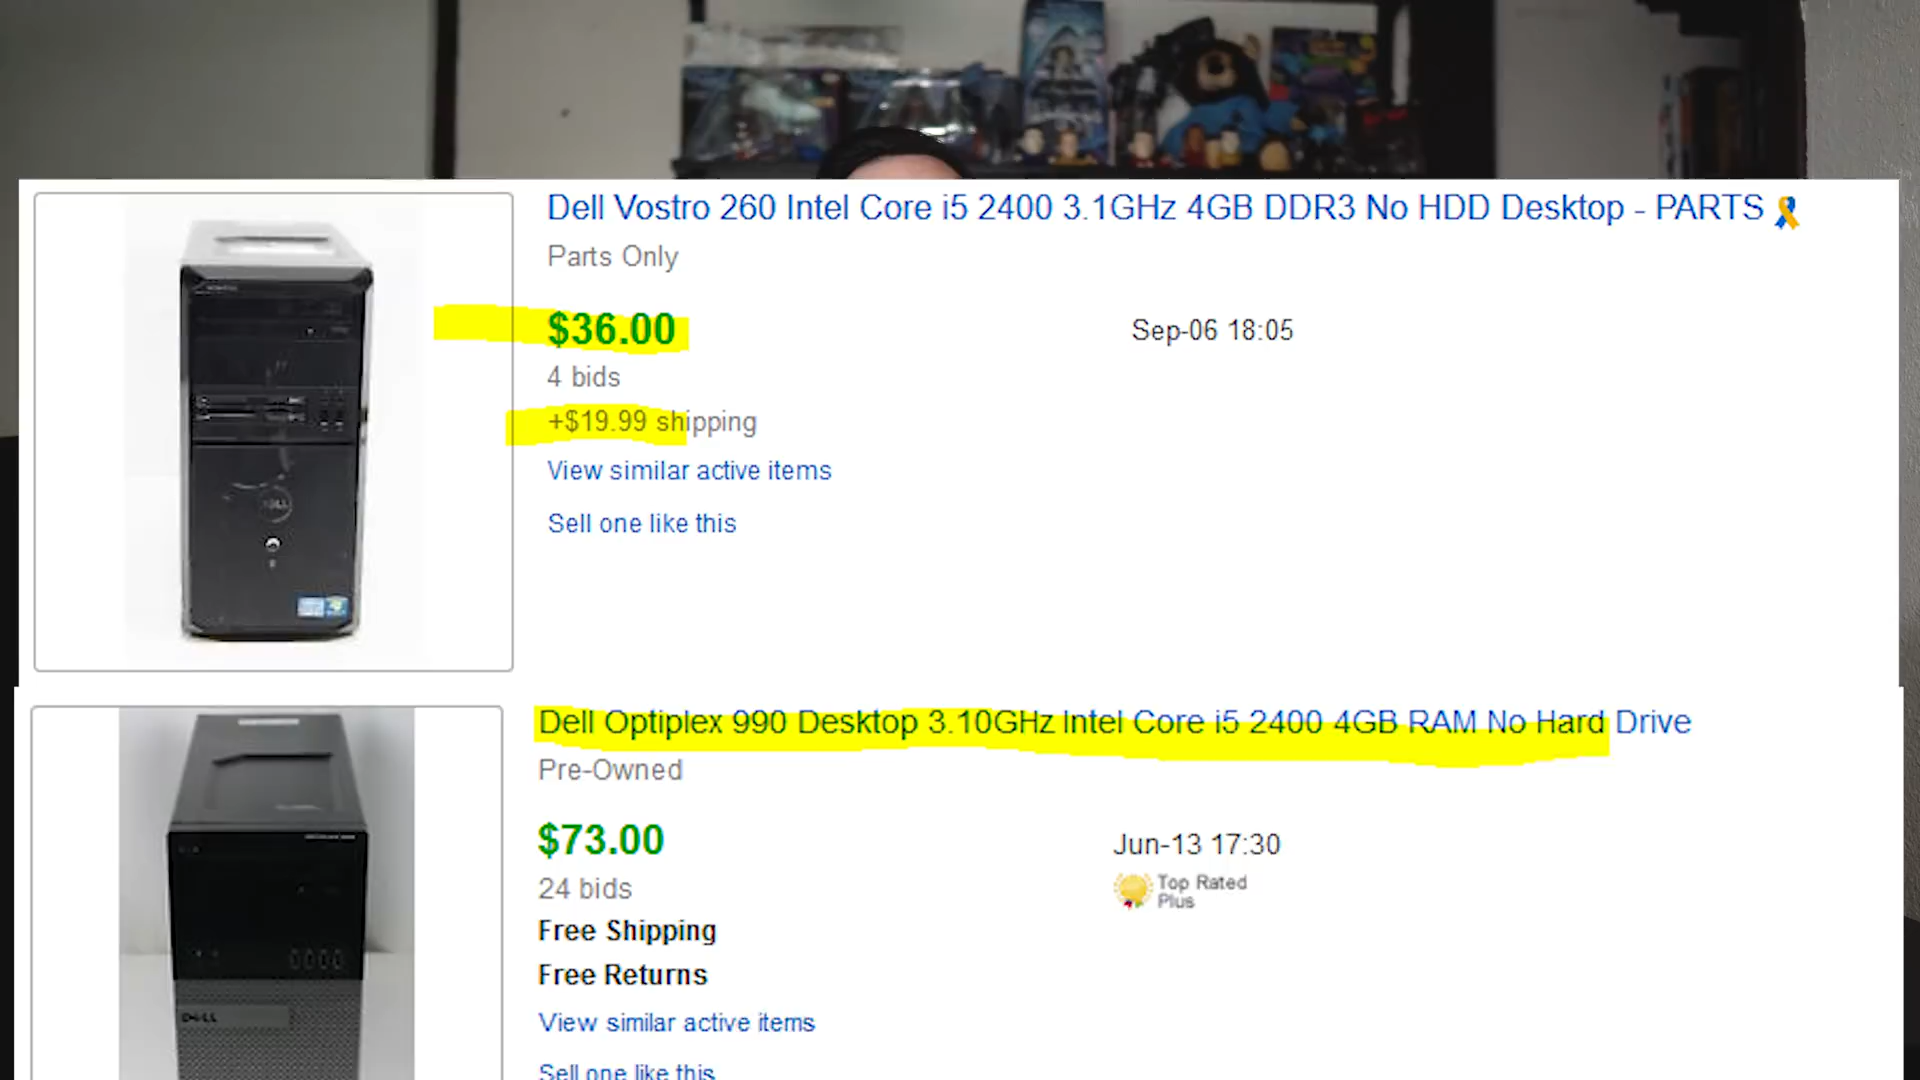 Dell Vostro 260 Intel Core i5 2400 3.1GHz 4GB DDR3 No HDD Desktop - PARTS
Parts Only
$36.00
Sep-06 18:05
4 bids
+$19.99 shipping
View similar active items
Sell one like this
DELL
Dell Optiplex 990 Desktop 3.10GHz Intel Core i5 2400 4GB RAM No Hard Drive
Pre-Owned
$73.00
Jun-13 17:30
24 bids
Top Rated
Plus
Free Shipping
Free Returns
View similar active items
Sell one like this
DELL